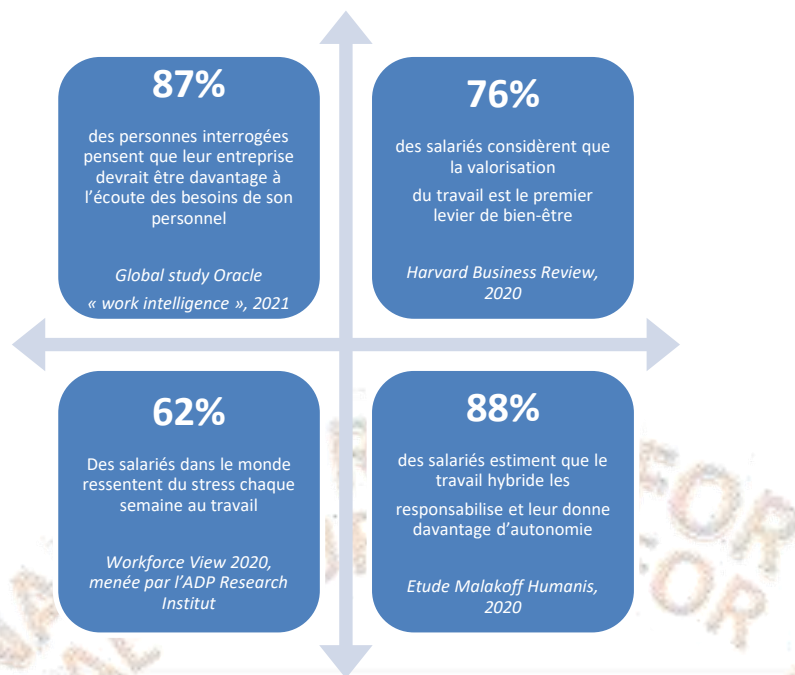 87%
des personnes interrogées
pensent que leur entreprise
devrait être davantage à
l'écoute des besoins de son
personnel
Global study Oracle
« work intelligence », 2021
76%
des salariés considèrent que
la valorisation
du travail est le premier
levier de bien-être
Harvard Business Review,
2020
62%
Des salariés dans le monde
ressentent du stress chaque
semaine au travail
Workforce View 2020,
menée par l'ADP Research
Institut
88%
des salariés estiment que le
travail hybride les
responsabilise et leur donne
davantage d'autonomie
Etude Malakoff Humanis,
2020